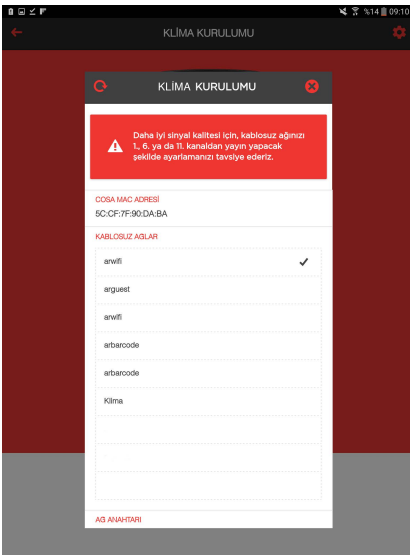 %14 09:10
KLİMA KURULUMU
KLİMA KURULUMU
Daha iyi sinyal kalitesi için, kablosuz ağınızı
1., 6. ya da 11. kanaldan yayın yapacak
şekilde ayarlamanızı tavsiye ederiz.
COSA MAC ADRESİ
5C:CF:7F:90:DA:BA
KABLOSUZ AĞLAR
arwifi
arguest
arwifi
arbarcode
arbarcode
Klima
AG ANAHTARI